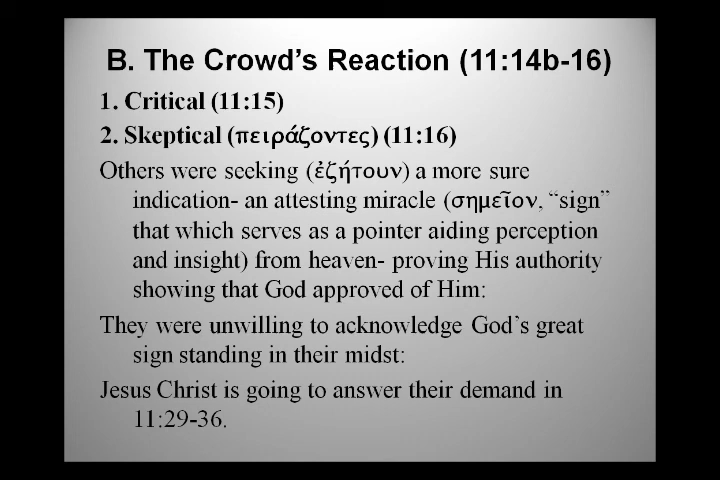 B. The Crowd’s Reaction (11:14b-16)
1. Critical (11:15)
2. Skeptical (πειράζοντες) (11:16)
Others were seeking (ἐζήτουν) a more sure
indication- an attesting miracle (σημεῖον, “sign”
that which serves as a pointer aiding perception
and insight) from heaven- proving His authority
showing that God approved of Him:
They were unwilling to acknowledge God’s great
sign standing in their midst:
Jesus Christ is going to answer their demand in
11:29-36.